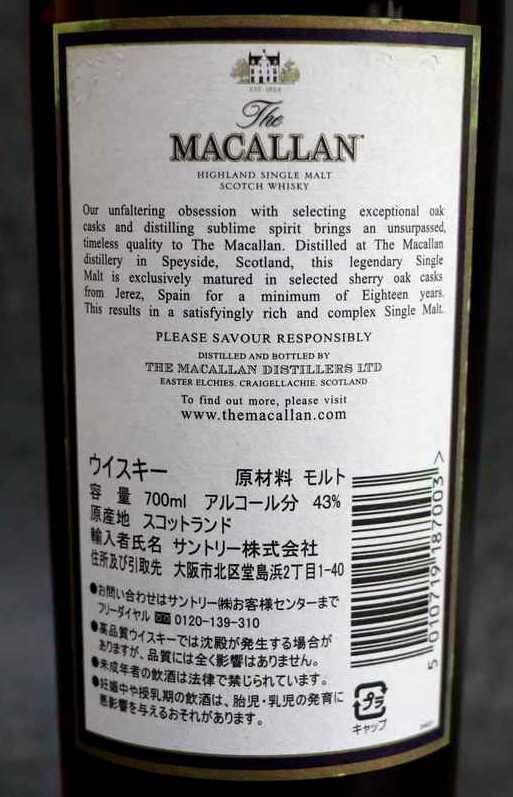 EST. 1824
The
MACALLAN
HIGHLAND SINGLE MALT
SCOTCH WHISKY
Our unfaltering obsession with selecting exceptional oak
casks and distilling sublime spirit brings an unsurpassed,
timeless quality to The Macallan. Distilled at The Macallan
distillery in Speyside, Scotland, this legendary Single
Malt is exclusively matured in selected sherry oak casks
from Jerez, Spain for a minimum of Eighteen years.
This results in a satisfyingly rich and complex Single Malt.
PLEASE SAVOUR RESPONSIBLY
DISTILLED AND BOTTLED BY
THE MACALLAN DISTILLERS LTD
EASTER ELCHIES, CRAIGELLACHIE, SCOTLAND
To find out more, please visit
www.themacallan.com
ウイスキー 原材料 モルト
容 量 700ml アルコール分 43%
原産地 スコットランド
輸入者氏名 サントリー株式会社
住所及び引取先 大阪市北区堂島浜2丁目1-40
●お問い合わせはサントリー㈱お客様センターまで
フリーダイヤル 0120-139-310
●高品質ウイスキーでは沈殿が発生する場合が
ありますが、品質には全く影響はありません。
●未成年者の飲酒は法律で禁じられています。
●妊娠中や授乳期の飲酒は、胎児・乳児の発育に
悪影響を与えるおそれがあります。
5 010719 187003 >
プラ
キャップ